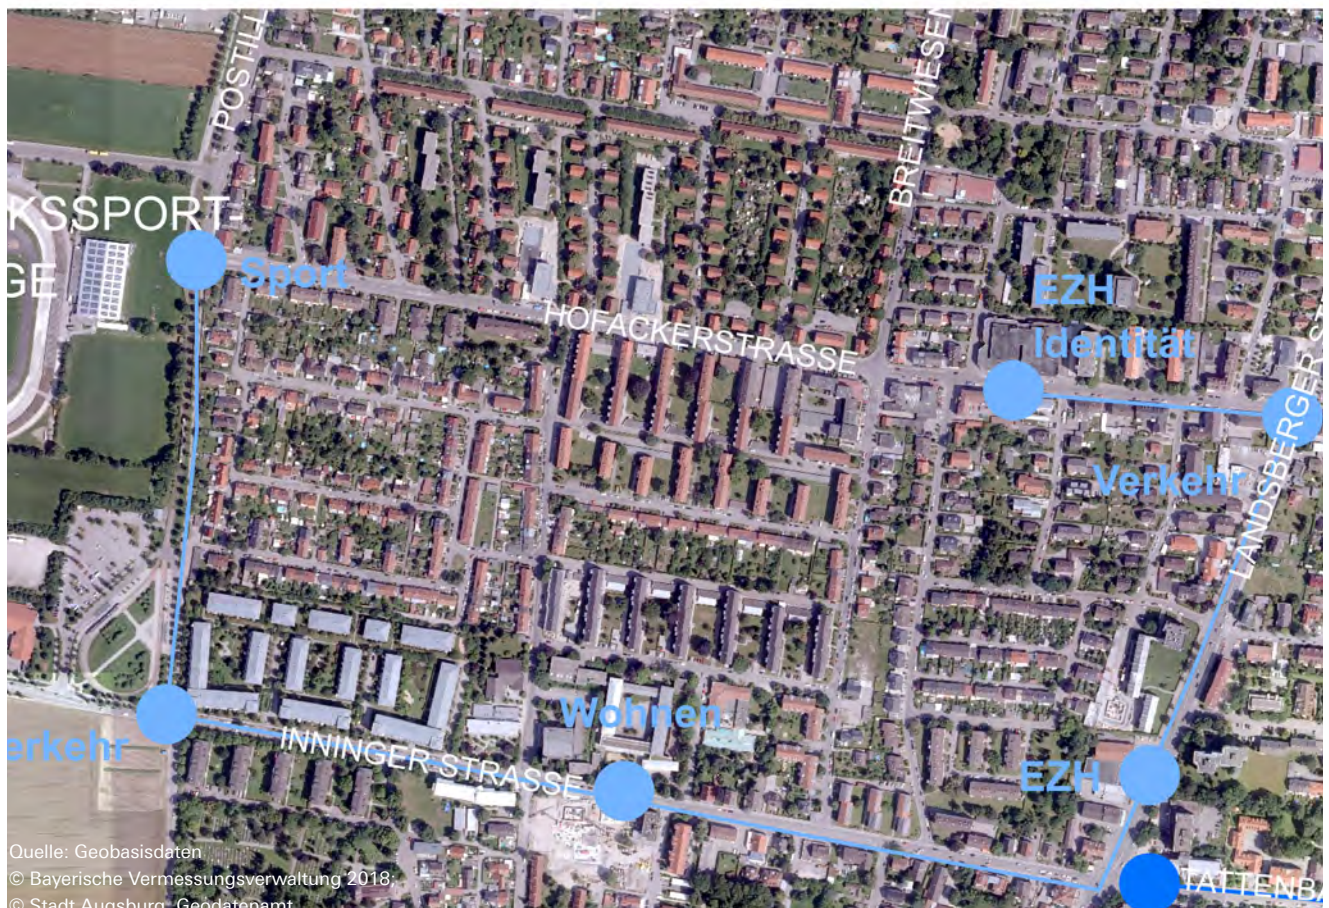 POSTILL
BREITWIESEN
KSSPORT-
GE
Sport
EZH
Identität
HOFACKERSTRASSE
LANDSBERGER ST
Verkehr
Wohnen
erkehr
INNINGER STRASSE
EZH
TATTENBA
Quelle: Geobasisdaten
© Bayerische Vermessungsverwaltung 2018;
© Stadt Augsburg, Geodatenamt